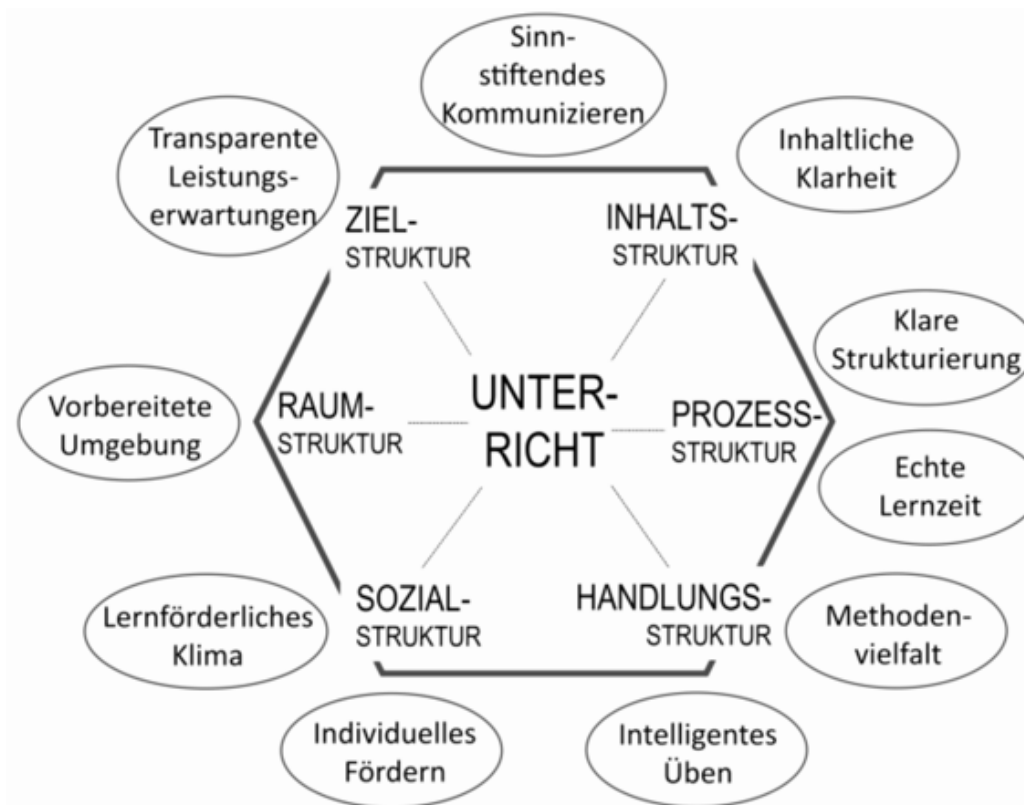 Sinn-
stiftendes
Kommunizieren
Transparente
Leistungs-
erwartungen
Inhaltliche
Klarheit
ZIEL-
STRUKTUR
INHALTS-
STRUKTUR
Klare
Strukturierung
Vorbereitete
Umgebung
RAUM-
STRUKTUR
UNTER-
RICHT
PROZESS-
STRUKTUR
Echte
Lernzeit
Lernförderliches
Klima
SOZIAL-
STRUKTUR
HANDLUNGS-
STRUKTUR
Methoden-
vielfalt
Individuelles
Fördern
Intelligentes
Üben